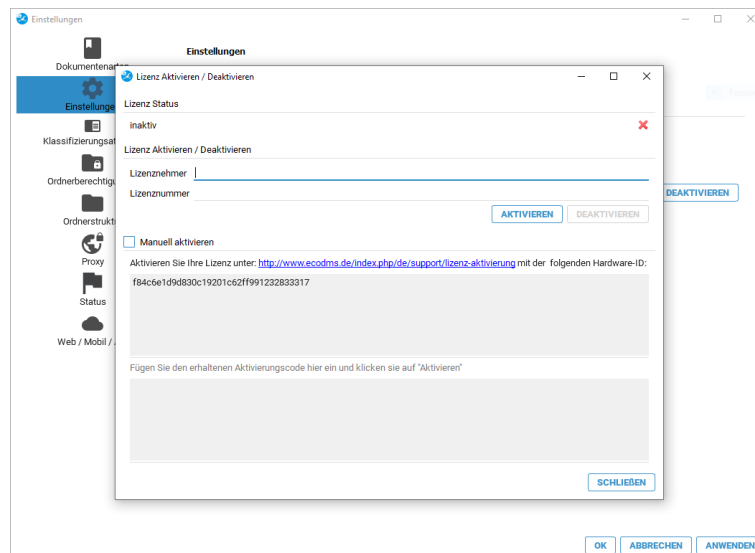 Einstellungen
Einstellungen
Dokumentenarten
Lizenz Aktivieren / Deaktivieren
Einstellunge
Lizenz Status
inaktiv
Klassifizierungsat
Lizenz Aktivieren / Deaktivieren
Lizenznehmer
Ordnerberechtigu
Lizenznummer
DEAKTIVIEREN
AKTIVIEREN
DEAKTIVIEREN
Ordnerstrukt
Manuell aktivieren
Proxy
Aktivieren Sie Ihre Lizenz unter: http://www.ecodms.de/index.php/de/support/lizenz-aktivierung mit der folgenden Hardware-ID:
f84c6e1d9d830c19201c62ff991232833317
Status
Web / Mobil /
Fügen Sie den erhaltenen Aktivierungscode hier ein und klicken sie auf "Aktivieren"
SCHLIEßEN
OK
ABBRECHEN
ANWENDEN